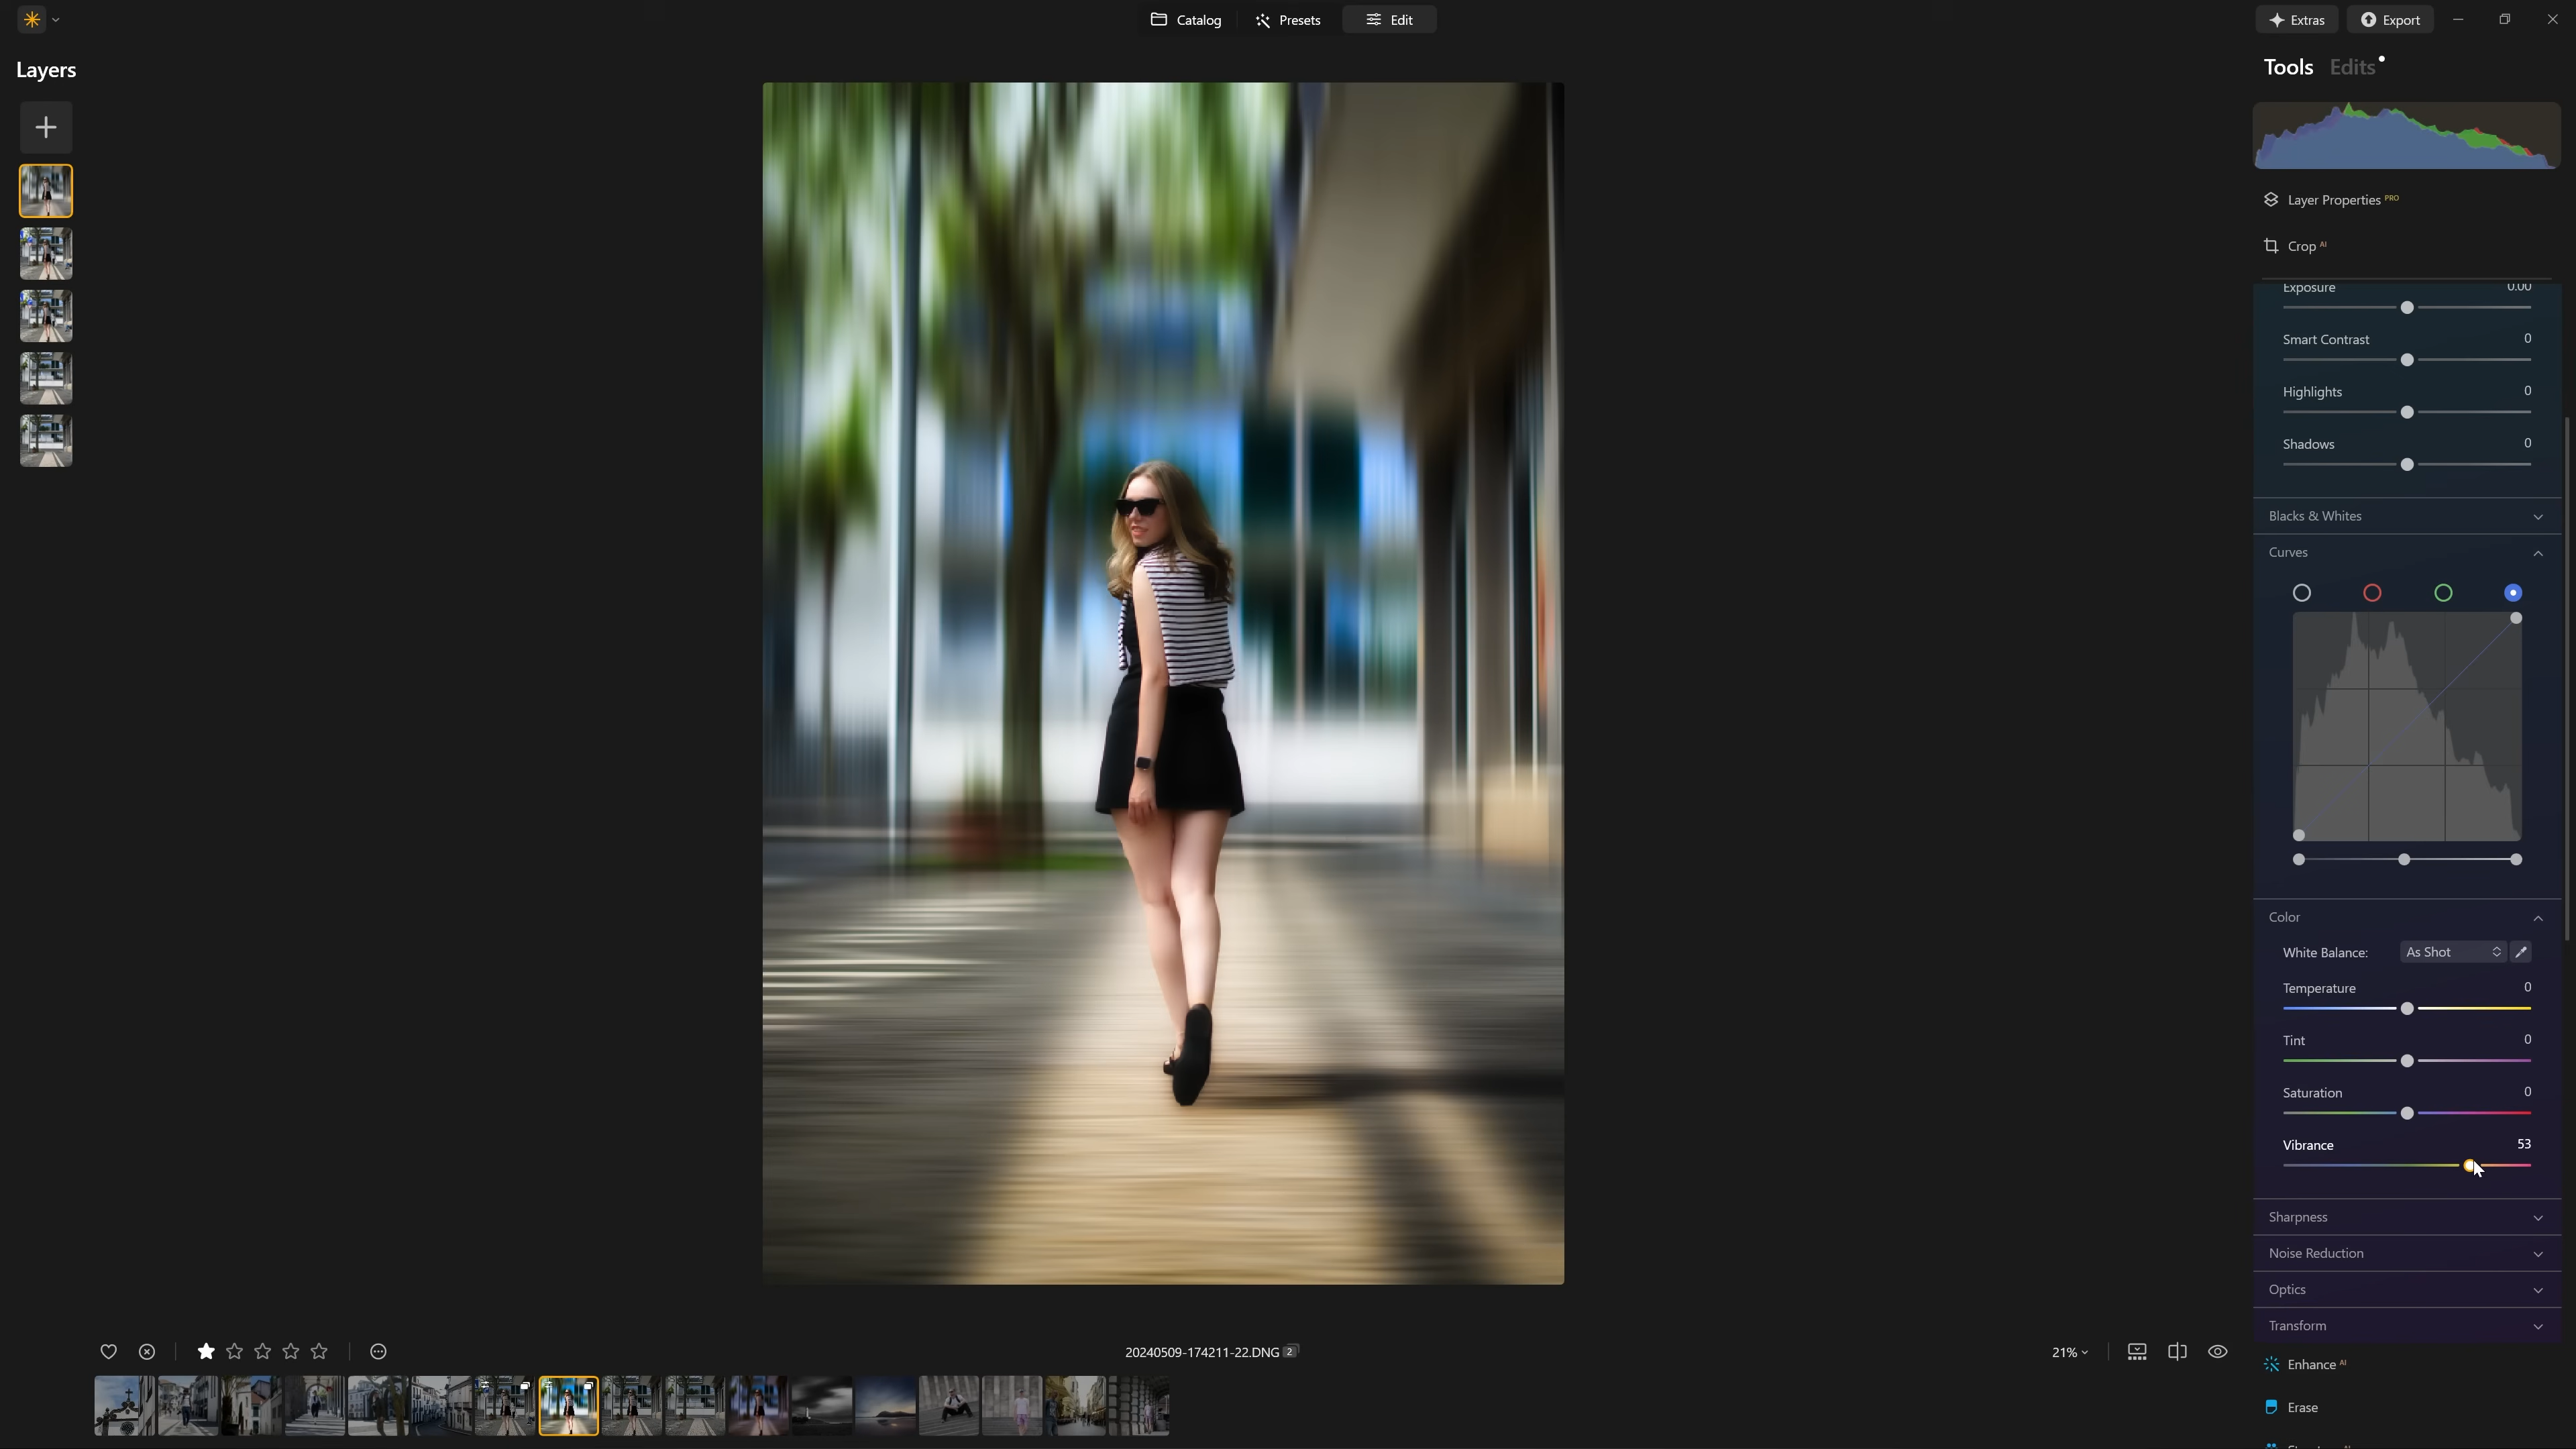 Catalog
Presets
Edit
Extras
Export
Layers
Tools
Edits
Layer Properties PRO
Crop AI
Exposure 0.00
Smart Contrast 0
Highlights 0
Shadows 0
Blacks & Whites
Curves
Color
White Balance: As Shot
Temperature 0
Tint 0
Saturation 0
Vibrance 53
Sharpness
Noise Reduction
Optics
Transform
20240509-174211-22.DNG 2
21%
Enhance AI
Erase